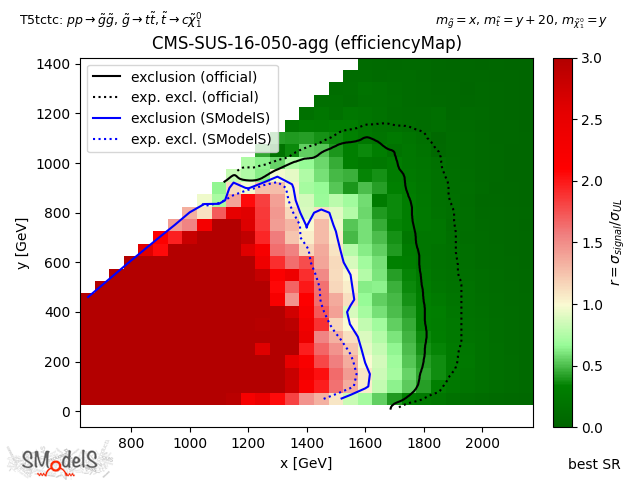 T5tctc: pp → g̃g̃, g̃ → tt̃, t̃ → cχ̃₁⁰
m_g̃ = x, m_t̃ = y + 20, m_χ̃₁⁰ = y
CMS-SUS-16-050-agg (efficiencyMap)
exclusion (official)
exp. excl. (official)
exclusion (SModelS)
exp. excl. (SModelS)
1400
1200
1000
800
600
400
200
0
y [GeV]
800
1000
1200
1400
1600
1800
2000
x [GeV]
3.0
2.5
2.0
1.5
1.0
0.5
0.0
r = σ_signal/σ_UL
best SR
SModelS